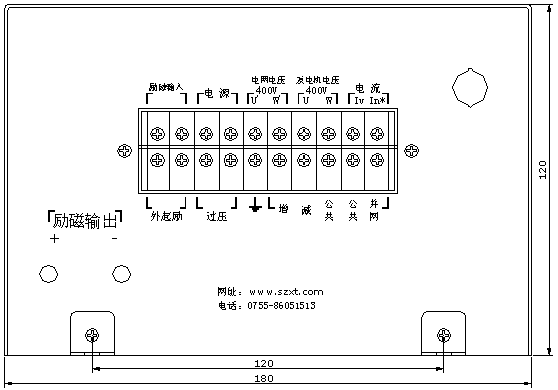 励磁输入 电源 电网电压 发电机电压 电流
400V 400V
U W U W Iv In*
外起励 过压 增 减 公共 公共 并网
励磁输出
+ -
网址：www.szxt.com
电话：0755-86051513
120
120
180